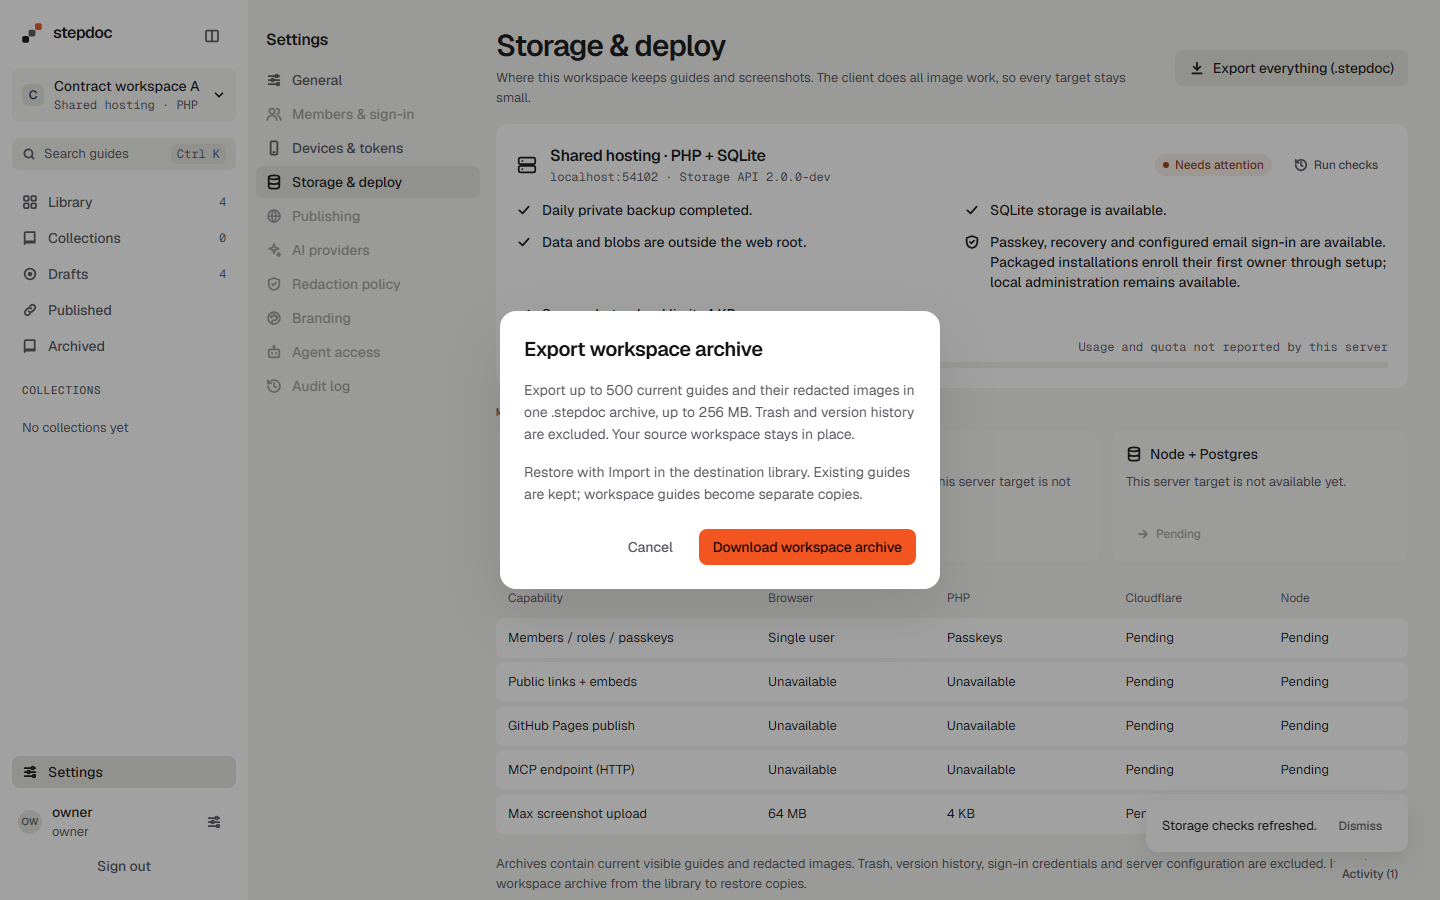 stepdoc
C
Contract workspace A
Shared hosting · PHP
Search guides
Ctrl K
Library 4
Collections 0
Drafts 4
Published
Archived
COLLECTIONS
No collections yet
Settings
OW
owner
owner
Sign out
Settings
General
Members & sign-in
Devices & tokens
Storage & deploy
Publishing
AI providers
Redaction policy
Branding
Agent access
Audit log
Storage & deploy
Where this workspace keeps guides and screenshots. The client does all image work, so every target stays
small.
Export everything (.stepdoc)
Shared hosting · PHP + SQLite
localhost:54102 · Storage API 2.0.0-dev
Needs attention
Run checks
Daily private backup completed.
SQLite storage is available.
Data and blobs are outside the web root.
Passkey, recovery and configured email sign-in are available.
Packaged installations enroll their first owner through setup;
local administration remains available.
Usage and quota not reported by this server
Export workspace archive
Export up to 500 current guides and their redacted images in
one .stepdoc archive, up to 256 MB. Trash and version history
are excluded. Your source workspace stays in place.
Restore with Import in the destination library. Existing guides
are kept; workspace guides become separate copies.
Cancel
Download workspace archive
server target is not
Node + Postgres
This server target is not available yet.
Pending
Capability Browser PHP Cloudflare Node
Members / roles / passkeys Single user Passkeys Pending Pending
Public links + embeds Unavailable Unavailable Pending Pending
GitHub Pages publish Unavailable Unavailable Pending Pending
MCP endpoint (HTTP) Unavailable Unavailable Pending Pending
Max screenshot upload 64 MB 4 KB
Storage checks refreshed.
Dismiss
Archives contain current visible guides and redacted images. Trash, version history, sign-in credentials and server configuration are excluded.
workspace archive from the library to restore copies.
Activity (1)